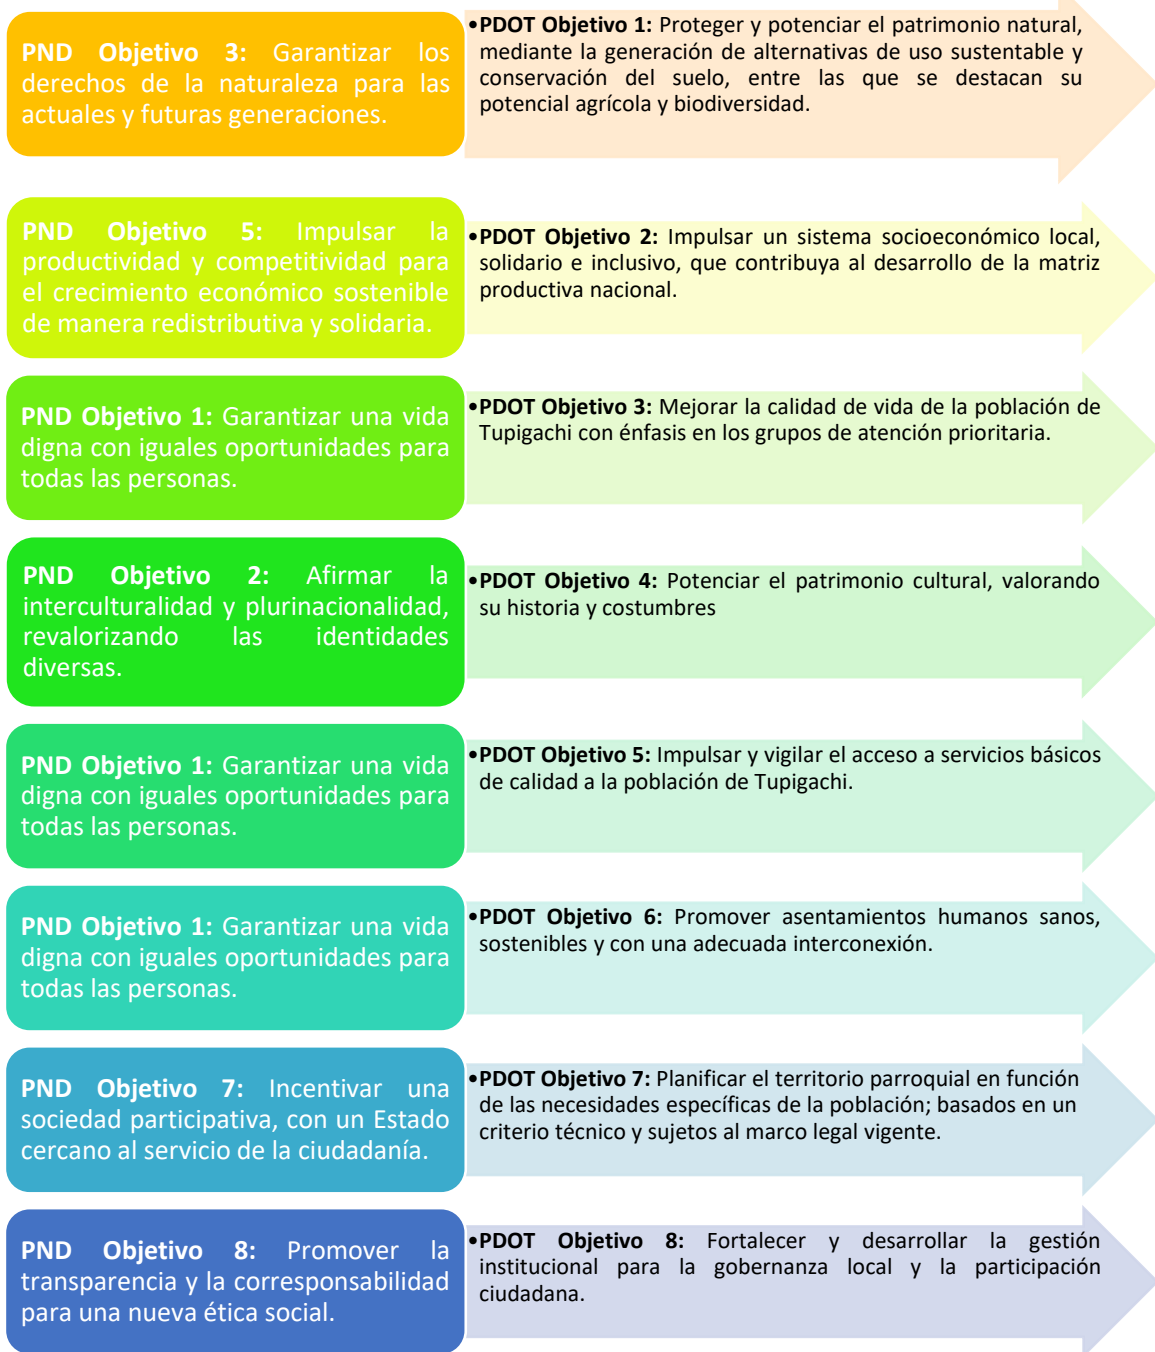 PND Objetivo 3: Garantizar los
derechos de la naturaleza para las
actuales y futuras generaciones.
•PDOT Objetivo 1: Proteger y potenciar el patrimonio natural,
mediante la generación de alternativas de uso sustentable y
conservación del suelo, entre las que se destacan su
potencial agrícola y biodiversidad.
PND Objetivo 5: Impulsar la
productividad y competitividad para
el crecimiento económico sostenible
de manera redistributiva y solidaria.
•PDOT Objetivo 2: Impulsar un sistema socioeconómico local,
solidario e inclusivo, que contribuya al desarrollo de la matriz
productiva nacional.
PND Objetivo 1: Garantizar una vida
digna con iguales oportunidades para
todas las personas.
•PDOT Objetivo 3: Mejorar la calidad de vida de la población de
Tupigachi con énfasis en los grupos de atención prioritaria.
PND Objetivo 2: Afirmar la
interculturalidad y plurinacionalidad,
revalorizando las identidades
diversas.
•PDOT Objetivo 4: Potenciar el patrimonio cultural, valorando
su historia y costumbres
PND Objetivo 1: Garantizar una vida
digna con iguales oportunidades para
todas las personas.
•PDOT Objetivo 5: Impulsar y vigilar el acceso a servicios básicos
de calidad a la población de Tupigachi.
PND Objetivo 1: Garantizar una vida
digna con iguales oportunidades para
todas las personas.
•PDOT Objetivo 6: Promover asentamientos humanos sanos,
sostenibles y con una adecuada interconexión.
PND Objetivo 7: Incentivar una
sociedad participativa, con un Estado
cercano al servicio de la ciudadanía.
•PDOT Objetivo 7: Planificar el territorio parroquial en función
de las necesidades específicas de la población; basados en un
criterio técnico y sujetos al marco legal vigente.
PND Objetivo 8: Promover la
transparencia y la corresponsabilidad
para una nueva ética social.
•PDOT Objetivo 8: Fortalecer y desarrollar la gestión
institucional para la gobernanza local y la participación
ciudadana.